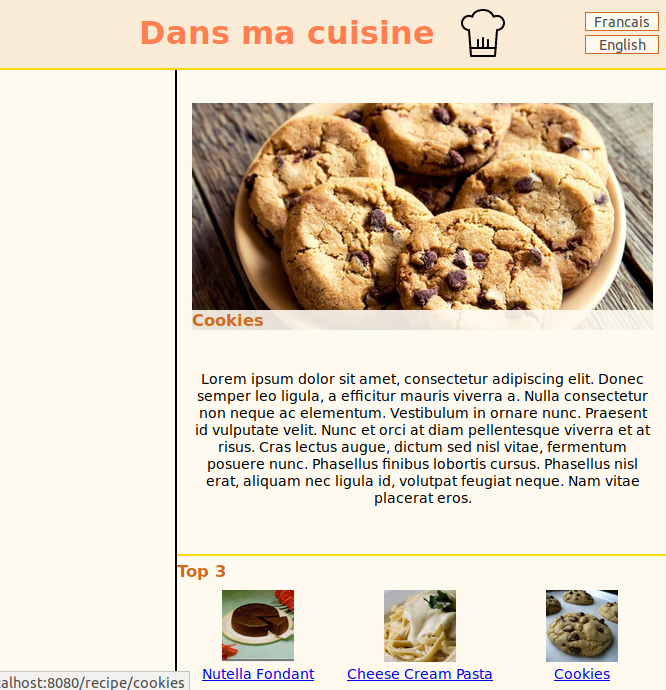 Dans ma cuisine
Francais
English
Cookies
Lorem ipsum dolor sit amet, consectetur adipiscing elit. Donec
semper leo ligula, a efficitur mauris viverra a. Nulla consectetur
non neque ac elementum. Vestibulum in ornare nunc. Praesent
id vulputate velit. Nunc et orci at diam pellentesque viverra et at
risus. Cras lectus augue, dictum sed nisl vitae, fermentum
posuere nunc. Phasellus finibus lobortis cursus. Phasellus nisl
erat, aliquam nec ligula id, volutpat feugiat neque. Nam vitae
placerat eros.
Top 3
Nutella Fondant
Cheese Cream Pasta
Cookies
calhost:8080/recipe/cookies